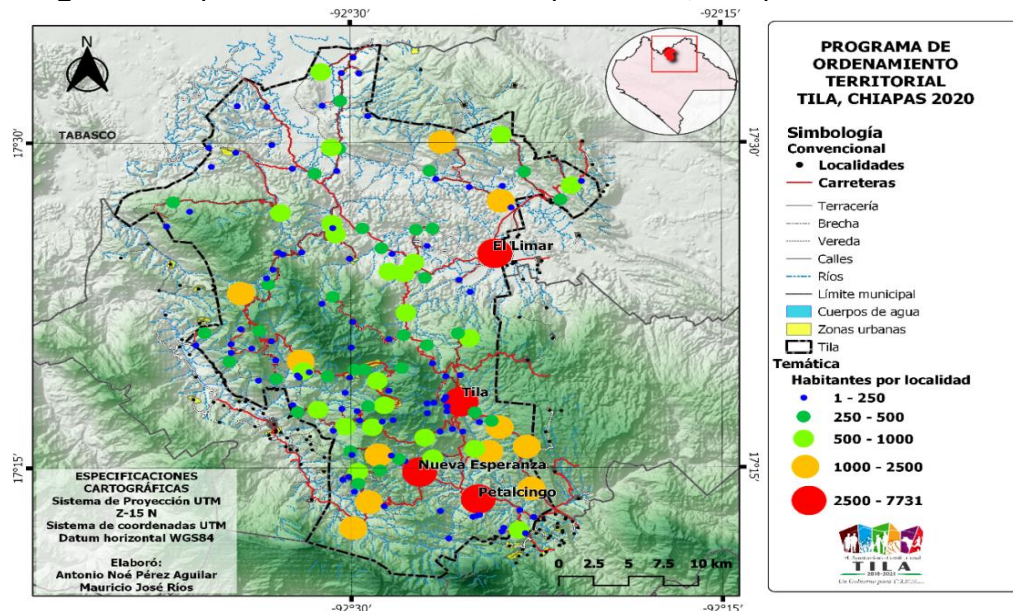 -92°30'
-92°15'
N
TABASCO
17°30'
17°30'
El Limar
Tila
17°15'
17°15'
Nueva Esperanza
Petalcingo
ESPECIFICACIONES
CARTOGRÁFICAS
Sistema de Proyección UTM
Z-15 N
Sistema de coordenadas UTM
Datum horizontal WGS84
Elaboró:
Antonio Noé Pérez Aguilar
Mauricio José Ríos
0 2.5 5 7.5 10 km
-92°30'
-92°15'
PROGRAMA DE
ORDENAMIENTO
TERRITORIAL
TILA, CHIAPAS 2020
Simbología
Convencional
Localidades
Carreteras
Terracería
Brecha
Vereda
Calles
Ríos
Límite municipal
Cuerpos de agua
Zonas urbanas
Tila
Temática
Habitantes por localidad
1 - 250
250 - 500
500 - 1000
1000 - 2500
2500 - 7731
TILA